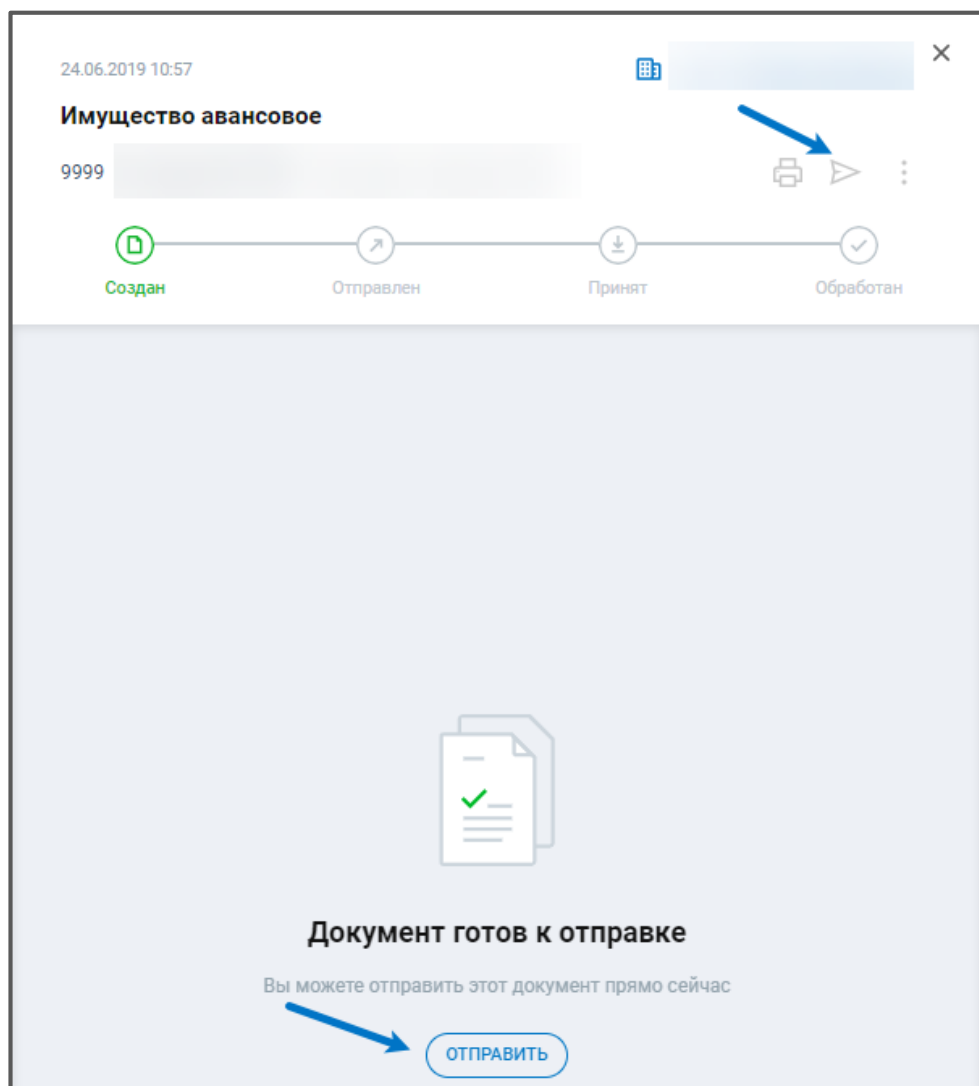 24.06.2019 10:57
Имущество авансовое
9999
Создан
Отправлен
Принят
Обработан
Документ готов к отправке
Вы можете отправить этот документ прямо сейчас
ОТПРАВИТЬ